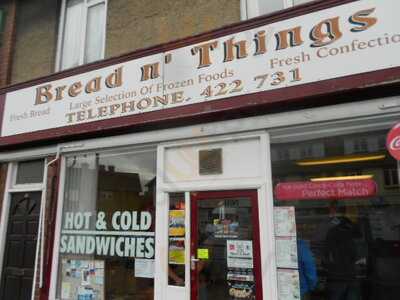 Bread n' Things
Fresh Bread
Large Selection Of Frozen Foods
Fresh Confectio
TELEPHONE. 422 731
HOT & COLD
SANDWICHES
Perfect Match